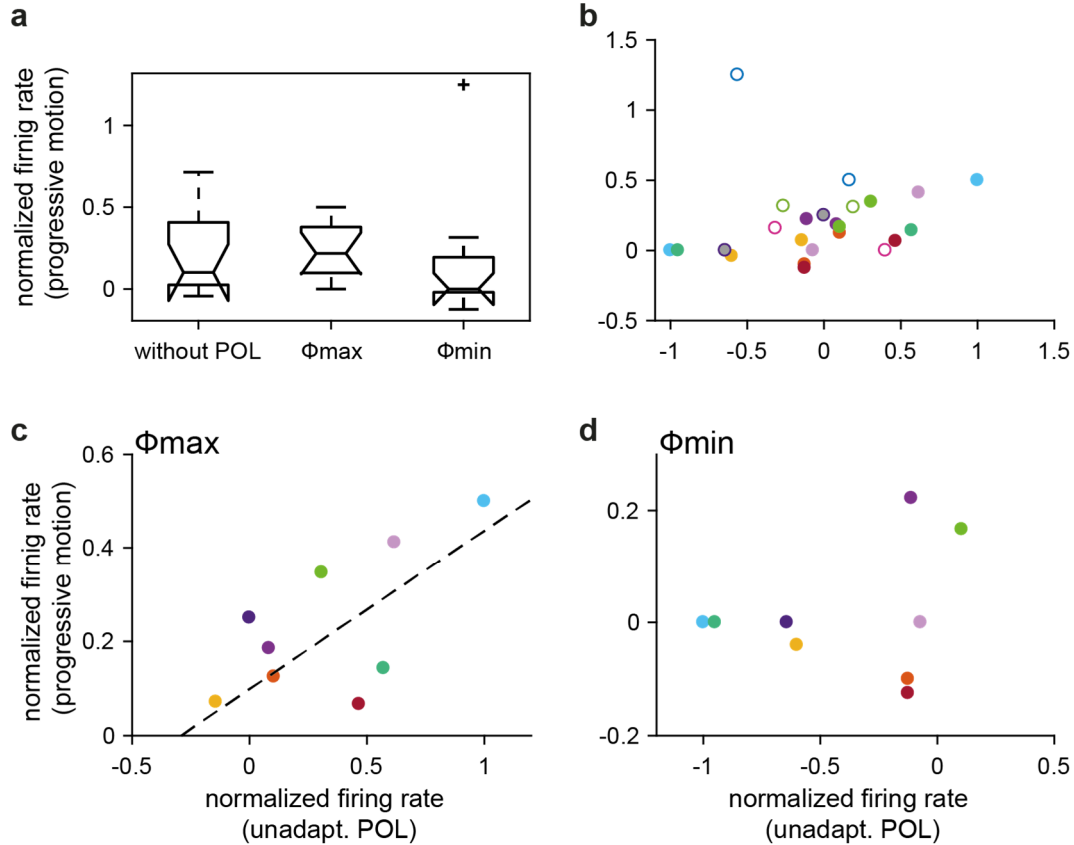 a
normalized firnig rate
(progressive motion)
1
0.5
0
without POL
Φmax
Φmin
b
1.5
1
0.5
0
-0.5
-1
-0.5
0
0.5
1
1.5
c
Φmax
normalized firnig rate
(progressive motion)
0.6
0.4
0.2
0
-0.5
0
0.5
1
normalized firing rate
(unadapt. POL)
d
Φmin
0.2
0
-0.2
-1
-0.5
0
0.5
normalized firing rate
(unadapt. POL)